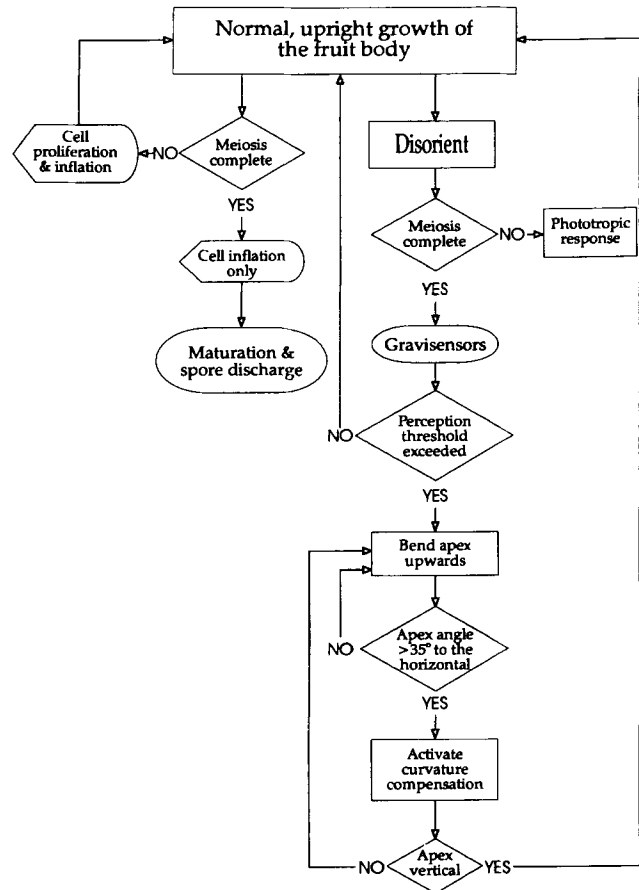 Normal, upright growth of
the fruit body
Cell
proliferation
& inflation
NO
Meiosis
complete
YES
Cell inflation
only
Maturation &
spore discharge
Disorient
Meiosis
complete
NO
Phototropic
response
YES
Gravisensors
Perception
threshold
exceeded
NO
YES
Bend apex
upwards
Apex angle
>35° to the
horizontal
NO
YES
Activate
curvature
compensation
NO
Apex
vertical
YES